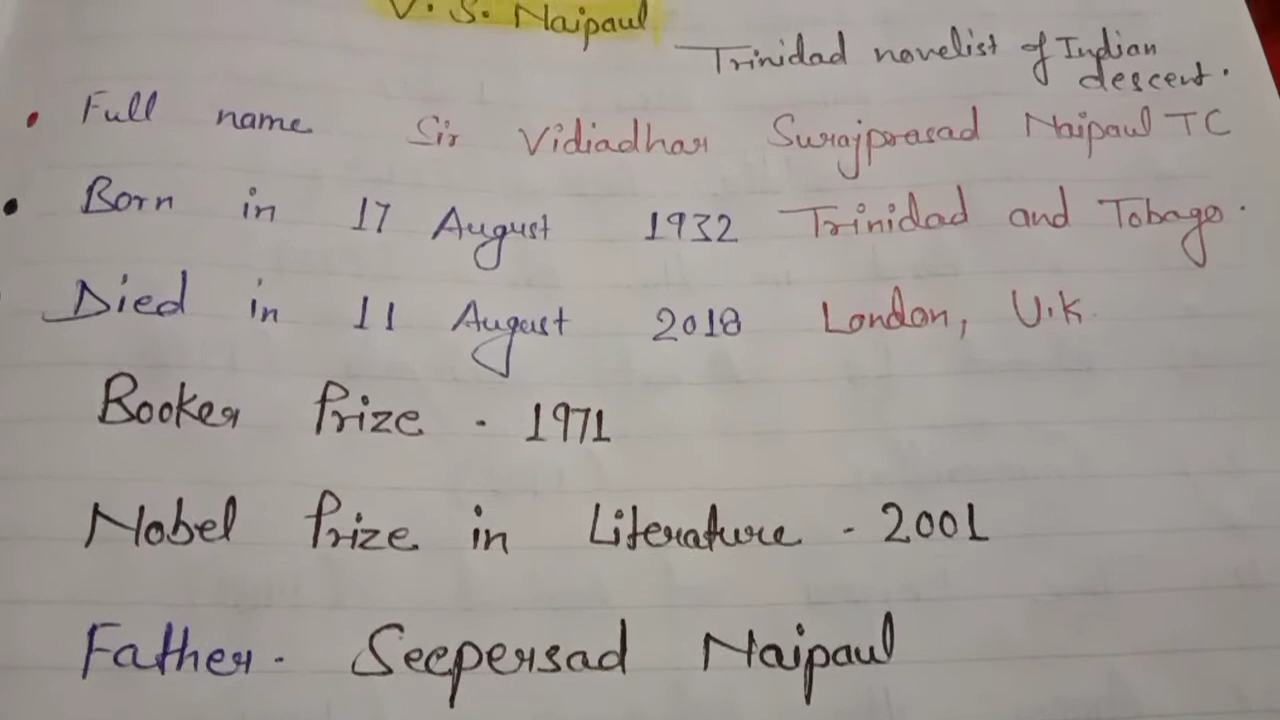 V. S. Naipaul
Trinidad novelist of Indian
descent.
Full name Sir Vidiadhar Surajprasad Naipaul TC
Born in 17 August 1932 Trinidad and Tobago.
Died in 11 August 2018 London, U.K.
Booker Prize - 1971
Nobel Prize in Literature - 2001
Father - Seepersad Naipaul